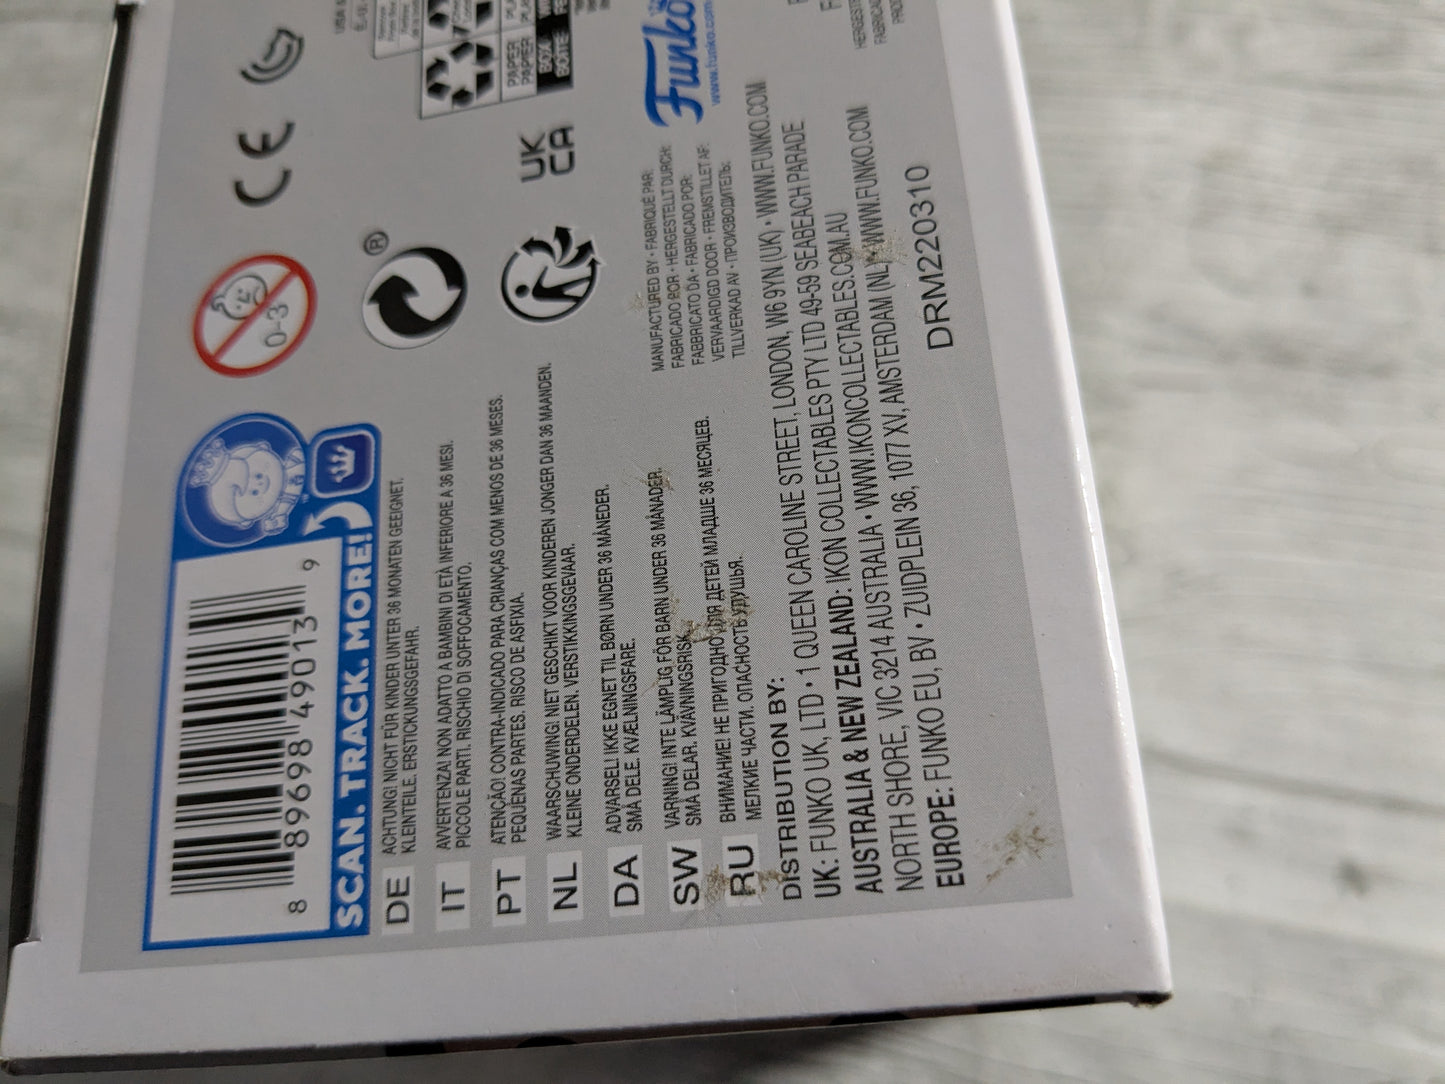 8 89698 49013 9
SCAN. TRACK. MORE!
DE ACHTUNG! NICHT FÜR KINDER UNTER 36 MONATEN GEEIGNET.
KLEINTEILE. ERSTICKUNGSGEFAHR.
IT AVVERTENZA! NON ADATTO A BAMBINI DI ETÀ INFERIORE A 36 MESI.
PICCOLE PARTI. RISCHIO DI SOFFOCAMENTO.
PT ATENÇÃO! CONTRA-INDICADO PARA CRIANÇAS COM MENOS DE 36 MESES.
PEQUENAS PARTES. RISCO DE ASFIXIA.
NL WAARSCHUWING! NIET GESCHIKT VOOR KINDEREN JONGER DAN 36 MAANDEN.
KLEINE ONDERDELEN. VERSTIKKINGSGEVAAR.
DA ADVARSEL! IKKE EGNET TIL BØRN UNDER 36 MÅNEDER.
SMÅ DELE. KVÆLNINGSFARE.
SW VARNING! INTE LÄMPLIG FÖR BARN UNDER 36 MÅNADER.
SMÅ DELAR. KVÄVNINGSRISK.
RU ВНИМАНИЕ! НЕ ПРИГОДНО ДЛЯ ДЕТЕЙ МЛАДШЕ 36 МЕСЯЦЕВ.
МЕЛКИЕ ЧАСТИ. ОПАСНОСТЬ УДУШЬЯ.
0-3
CE
®
UK
CA
PAPER
PAPIER
BOX
BOÎTE
MANUFACTURED BY • FABRIQUÉ PAR:
FABRICADO POR • HERGESTELLT DURCH:
FABBRICATO DA • FABRICADO POR:
VERVAARDIGD DOOR • FREMSTILLET AF:
TILLVERKAD AV • ПРОИЗВОДИТЕЛЬ:
Funko
www.funko.com
DISTRIBUTION BY:
UK: FUNKO UK, LTD • 1 QUEEN CAROLINE STREET, LONDON, W6 9YN (UK) • WWW.FUNKO.COM
AUSTRALIA & NEW ZEALAND: IKON COLLECTABLES PTY LTD 49-59 SEABEACH PARADE
NORTH SHORE, VIC 3214 AUSTRALIA • WWW.IKONCOLLECTABLES.COM.AU
EUROPE: FUNKO EU, BV • ZUIDPLEIN 36, 1077 XV, AMSTERDAM (NL) • WWW.FUNKO.COM
DRM220310